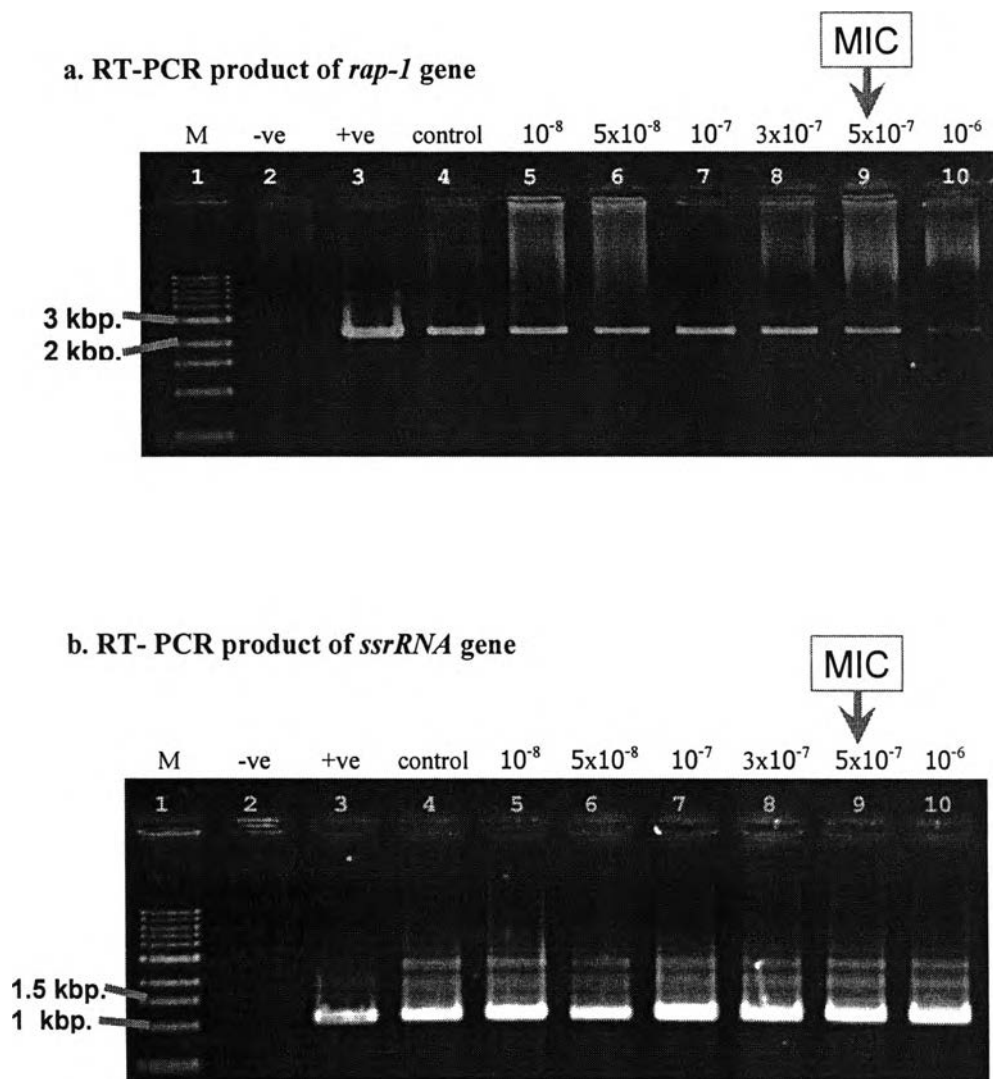 MIC
a. RT-PCR product of rap-1 gene
M -ve +ve control 10⁻⁸ 5x10⁻⁸ 10⁻⁷ 3x10⁻⁷ 5x10⁻⁷ 10⁻⁶
1 2 3 4 5 6 7 8 9 10
3 kbp.
2 kbp.
b. RT- PCR product of ssrRNA gene
MIC
M -ve +ve control 10⁻⁸ 5x10⁻⁸ 10⁻⁷ 3x10⁻⁷ 5x10⁻⁷ 10⁻⁶
1 2 3 4 5 6 7 8 9 10
1.5 kbp.
1 kbp.